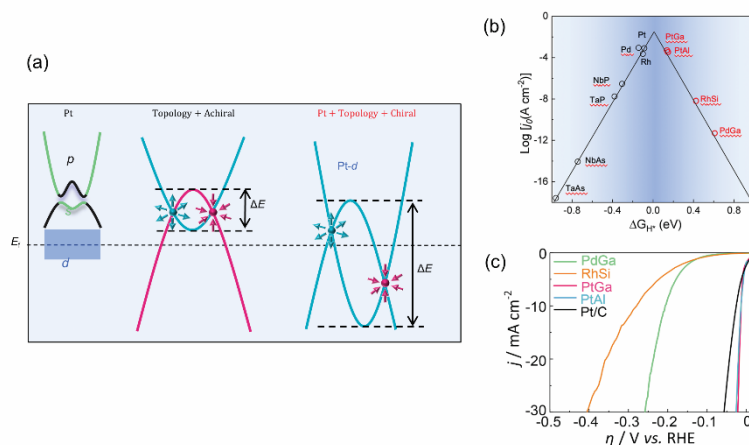 (a)
Pt
Topology + Achiral
Pt + Topology + Chiral
p
s
d
Pt-d
ΔE
ΔE
(b)
0
-4
-8
-12
-16
Log [j₀(A cm⁻²)]
Pt
Pd
Rh
PtGa
PtAl
NbP
TaP
RhSi
PdGa
NbAs
TaAs
-0.8
-0.4
0.0
0.4
0.8
ΔG_H* (eV)
(c)
0
-10
-20
-30
j / mA cm⁻²
PdGa
RhSi
PtGa
PtAl
Pt/C
-0.5
-0.4
-0.3
-0.2
-0.1
0
η / V vs. RHE